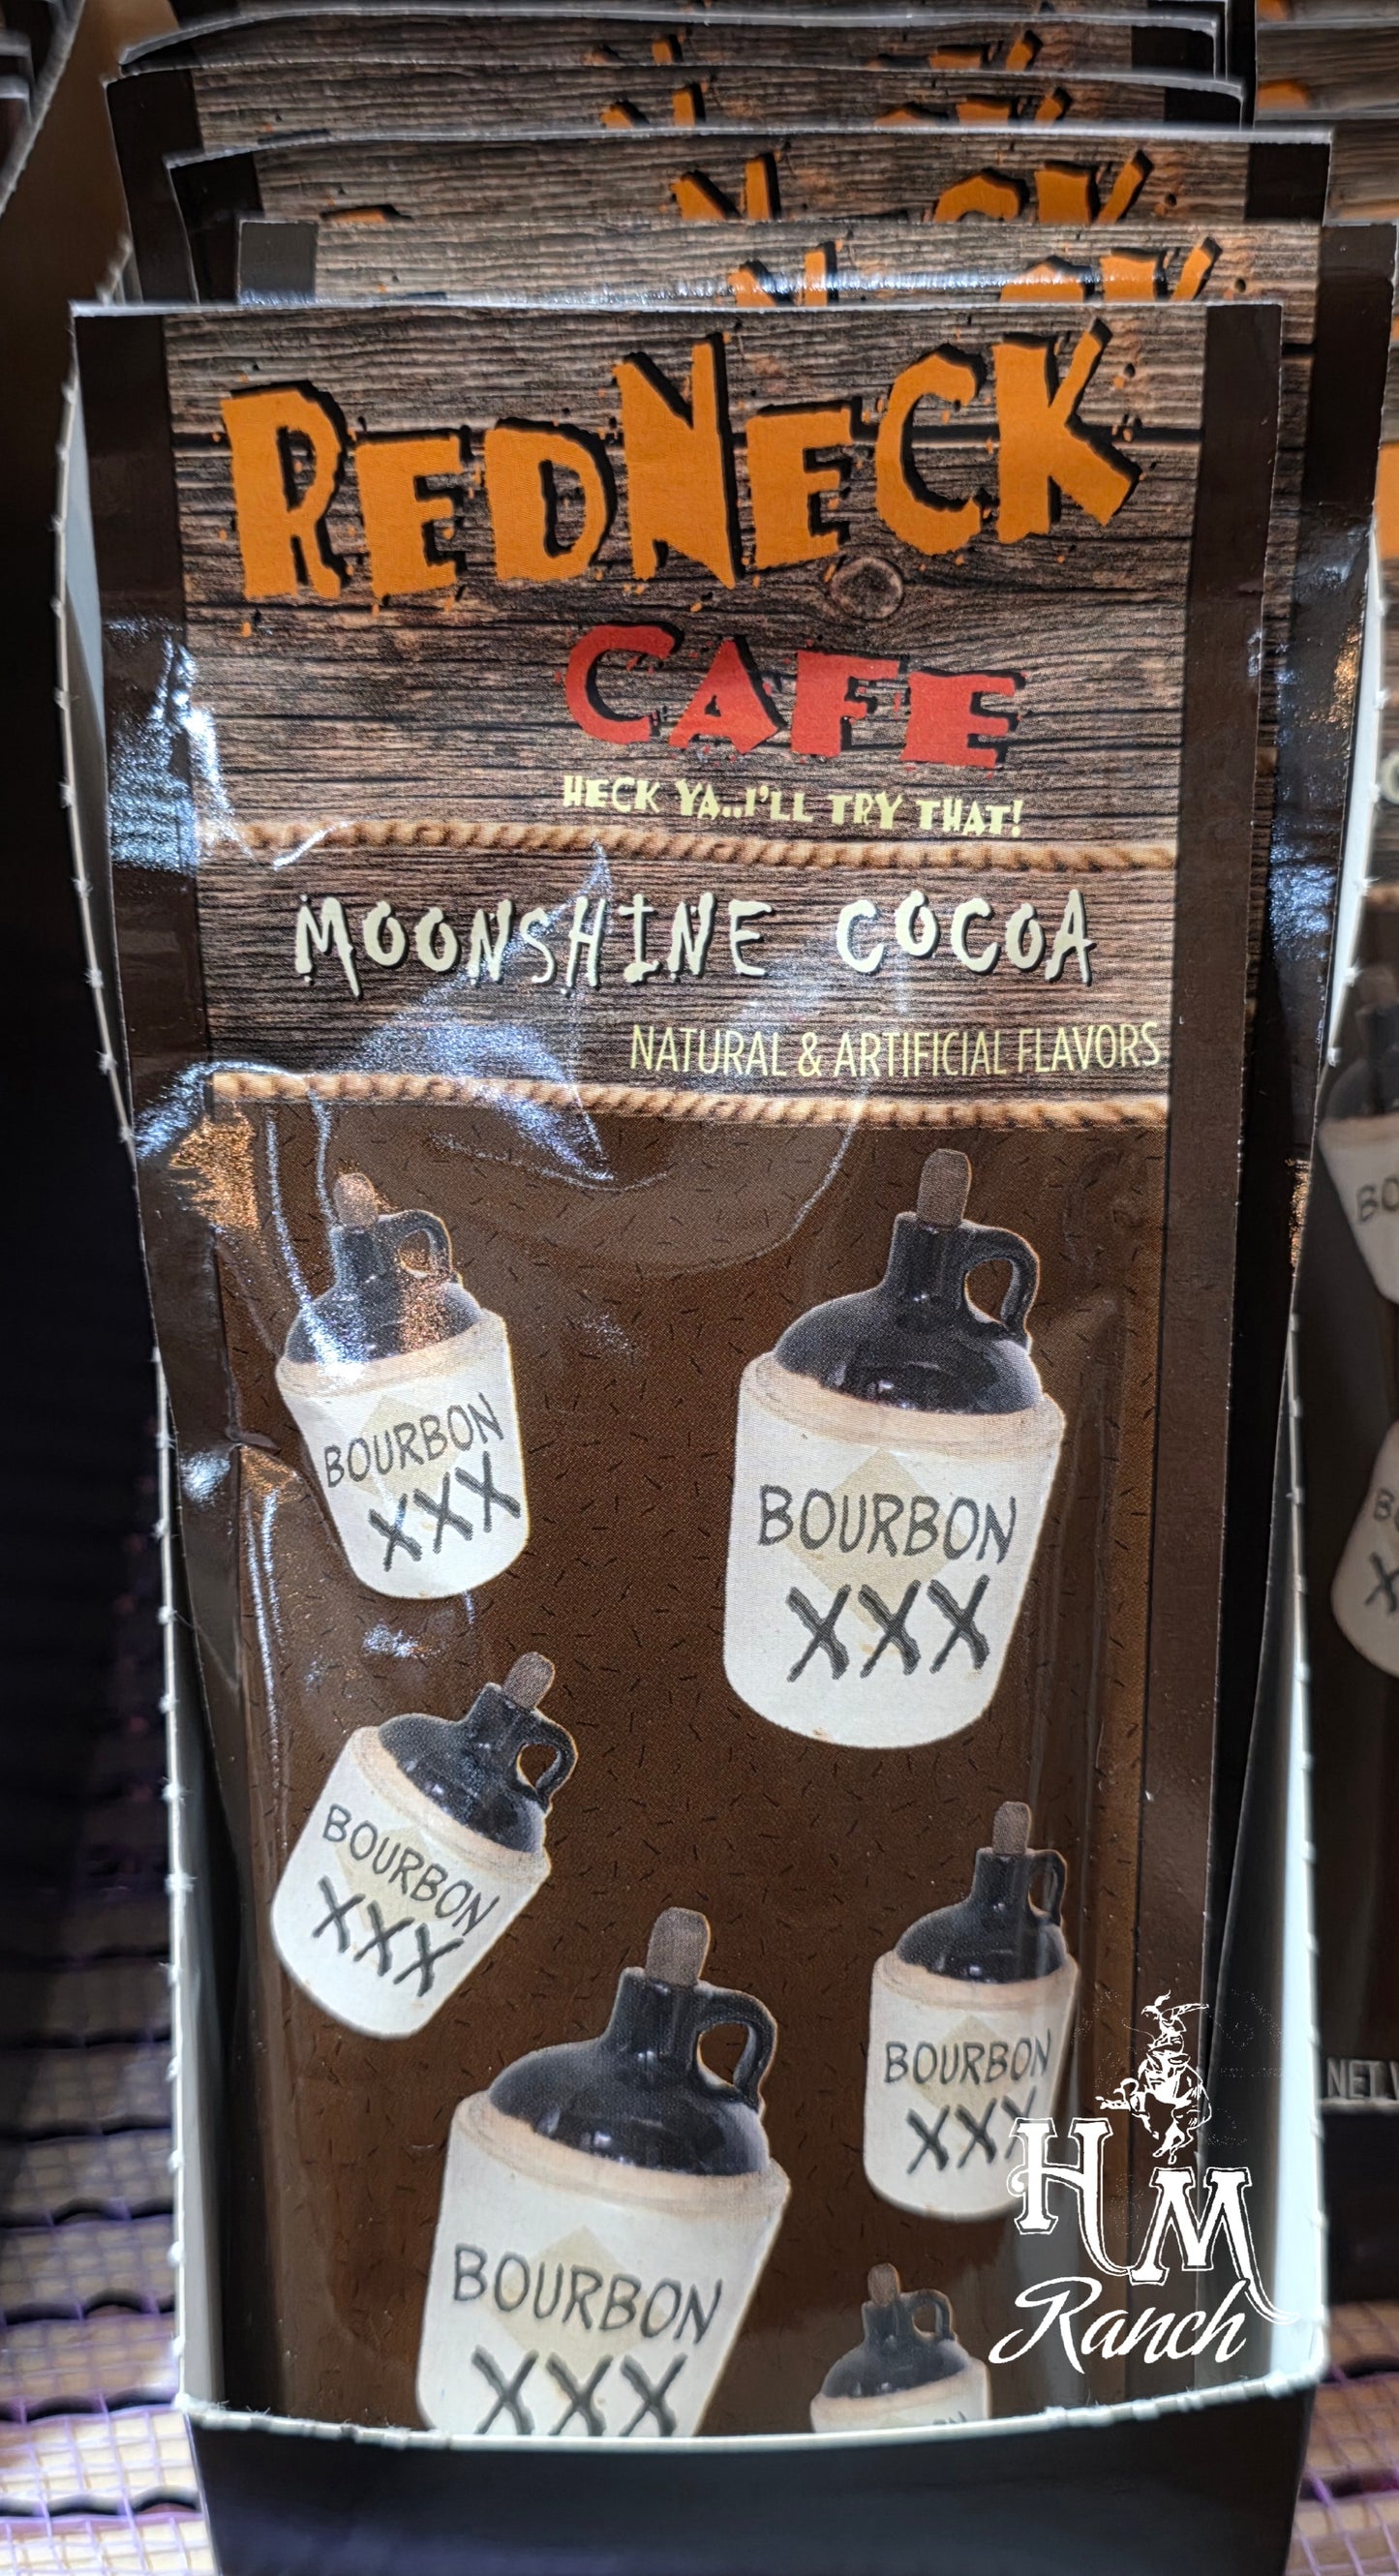 REDNECK
CAFE
HECK YA..I'LL TRY THAT!
MOONSHINE COCOA
NATURAL & ARTIFICIAL FLAVORS
BOURBON
XXX
BOURBON
XXX
BOURBON
XXX
BOURBON
XXX
BOURBON
XXX
HM
Ranch